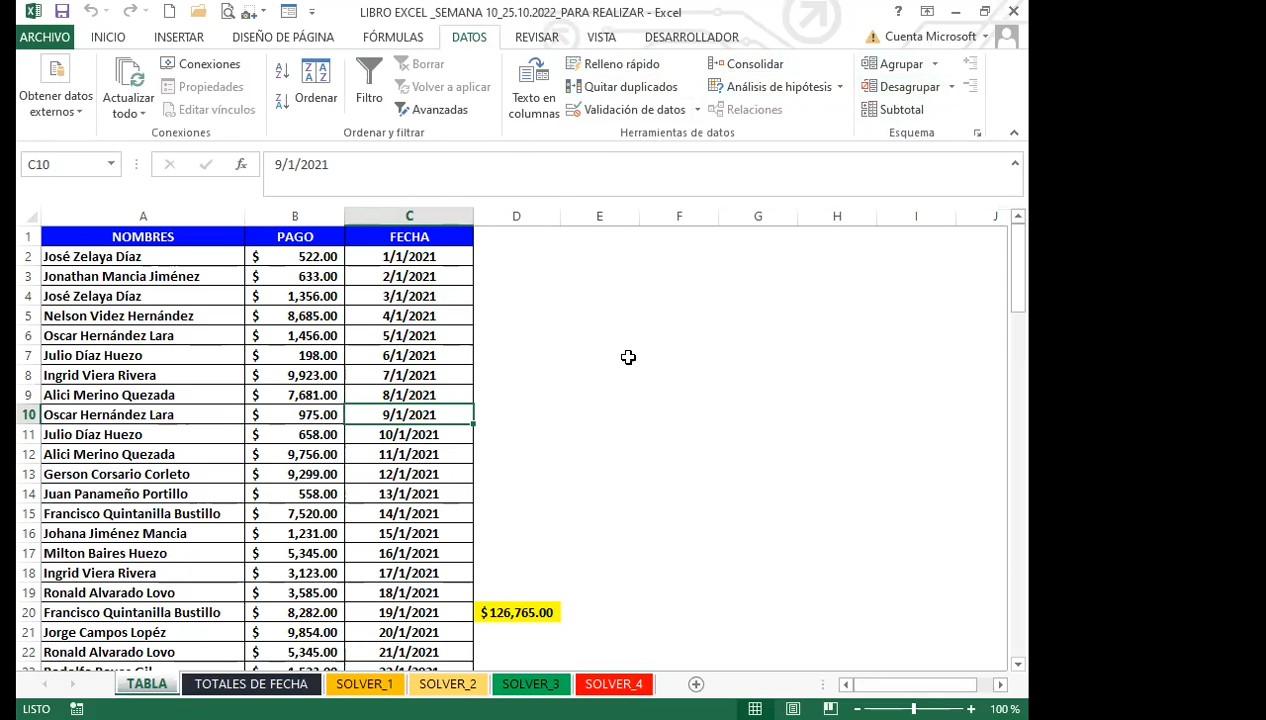 LIBRO EXCEL _SEMANA 10_25.10.2022_PARA REALIZAR - Excel
ARCHIVO INICIO INSERTAR DISEÑO DE PÁGINA FÓRMULAS DATOS REVISAR VISTA DESARROLLADOR Cuenta Microsoft
Obtener datos externos
Actualizar todo
Conexiones
Propiedades
Editar vínculos
Conexiones
Ordenar
Filtro
Borrar
Volver a aplicar
Avanzadas
Ordenar y filtrar
Texto en columnas
Relleno rápido
Quitar duplicados
Validación de datos
Consolidar
Análisis de hipótesis
Relaciones
Herramientas de datos
Agrupar
Desagrupar
Subtotal
Esquema
C10 fx 9/1/2021
A B C D E F G H I J
1 NOMBRES PAGO FECHA
2 José Zelaya Díaz $ 522.00 1/1/2021
3 Jonathan Mancia Jiménez $ 633.00 2/1/2021
4 José Zelaya Díaz $ 1,356.00 3/1/2021
5 Nelson Videz Hernández $ 8,685.00 4/1/2021
6 Oscar Hernández Lara $ 1,456.00 5/1/2021
7 Julio Díaz Huezo $ 198.00 6/1/2021
8 Ingrid Viera Rivera $ 9,923.00 7/1/2021
9 Alici Merino Quezada $ 7,681.00 8/1/2021
10 Oscar Hernández Lara $ 975.00 9/1/2021
11 Julio Díaz Huezo $ 658.00 10/1/2021
12 Alici Merino Quezada $ 9,756.00 11/1/2021
13 Gerson Corsario Corleto $ 9,299.00 12/1/2021
14 Juan Panameño Portillo $ 558.00 13/1/2021
15 Francisco Quintanilla Bustillo $ 7,520.00 14/1/2021
16 Johana Jiménez Mancia $ 1,231.00 15/1/2021
17 Milton Baires Huezo $ 5,345.00 16/1/2021
18 Ingrid Viera Rivera $ 3,123.00 17/1/2021
19 Ronald Alvarado Lovo $ 3,585.00 18/1/2021
20 Francisco Quintanilla Bustillo $ 8,282.00 19/1/2021 $126,765.00
21 Jorge Campos Lopéz $ 9,854.00 20/1/2021
22 Ronald Alvarado Lovo $ 5,345.00 21/1/2021
TABLA TOTALES DE FECHA SOLVER_1 SOLVER_2 SOLVER_3 SOLVER_4
LISTO 100 %